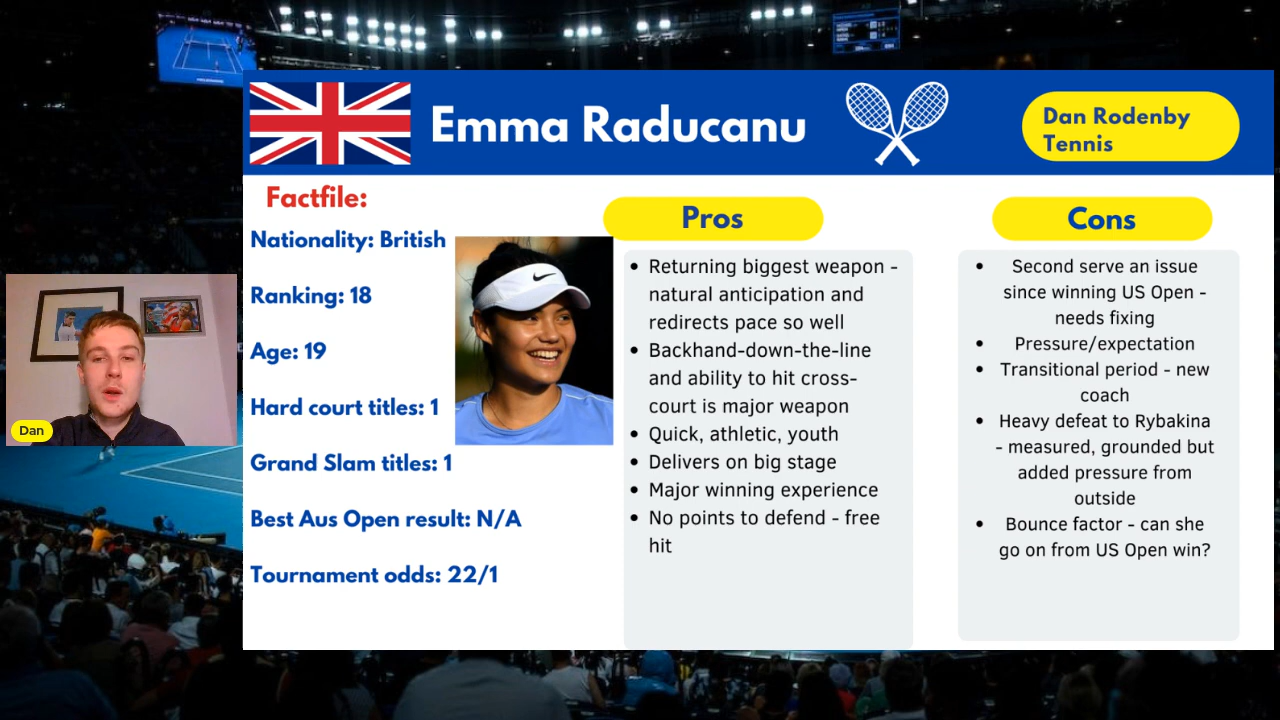 Emma Raducanu
Dan Rodenby
Tennis
Factfile:
Nationality: British
Ranking: 18
Age: 19
Hard court titles: 1
Grand Slam titles: 1
Best Aus Open result: N/A
Tournament odds: 22/1
Pros
• Returning biggest weapon -
natural anticipation and
redirects pace so well
• Backhand-down-the-line
and ability to hit cross-
court is major weapon
• Quick, athletic, youth
• Delivers on big stage
• Major winning experience
• No points to defend - free
hit
Cons
• Second serve an issue
since winning US Open -
needs fixing
• Pressure/expectation
• Transitional period - new
coach
• Heavy defeat to Rybakina
- measured, grounded but
added pressure from
outside
• Bounce factor - can she
go on from US Open win?
Dan